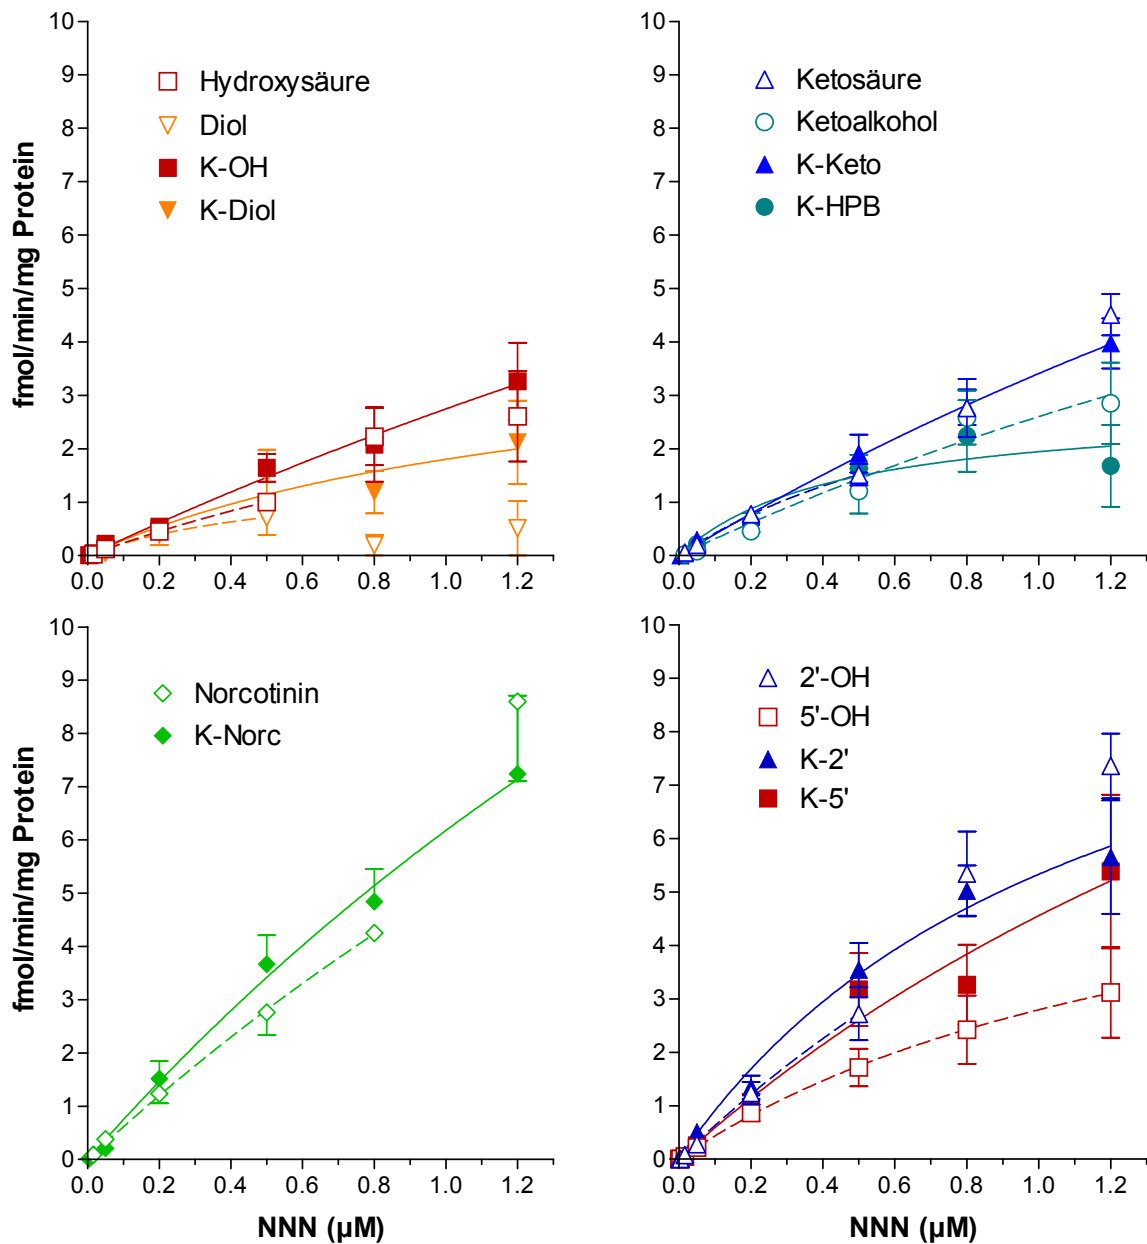 fmol/min/mg Protein
10
9
8
7
6
5
4
3
2
1
0
Hydroxysäure
Diol
K-OH
K-Diol
0.0 0.2 0.4 0.6 0.8 1.0 1.2
10
9
8
7
6
5
4
3
2
1
0
Ketosäure
Ketoalkohol
K-Keto
K-HPB
0.0 0.2 0.4 0.6 0.8 1.0 1.2
fmol/min/mg Protein
10
9
8
7
6
5
4
3
2
1
0
Norcotinin
K-Norc
0.0 0.2 0.4 0.6 0.8 1.0 1.2
NNN (µM)
10
9
8
7
6
5
4
3
2
1
0
2'-OH
5'-OH
K-2'
K-5'
0.0 0.2 0.4 0.6 0.8 1.0 1.2
NNN (µM)